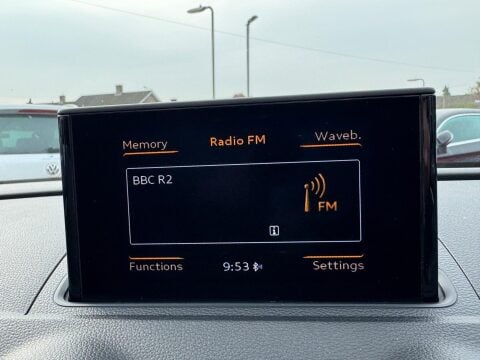 Memory
Radio FM
Waveb.
BBC R2
FM
i
Functions
9:53
Settings